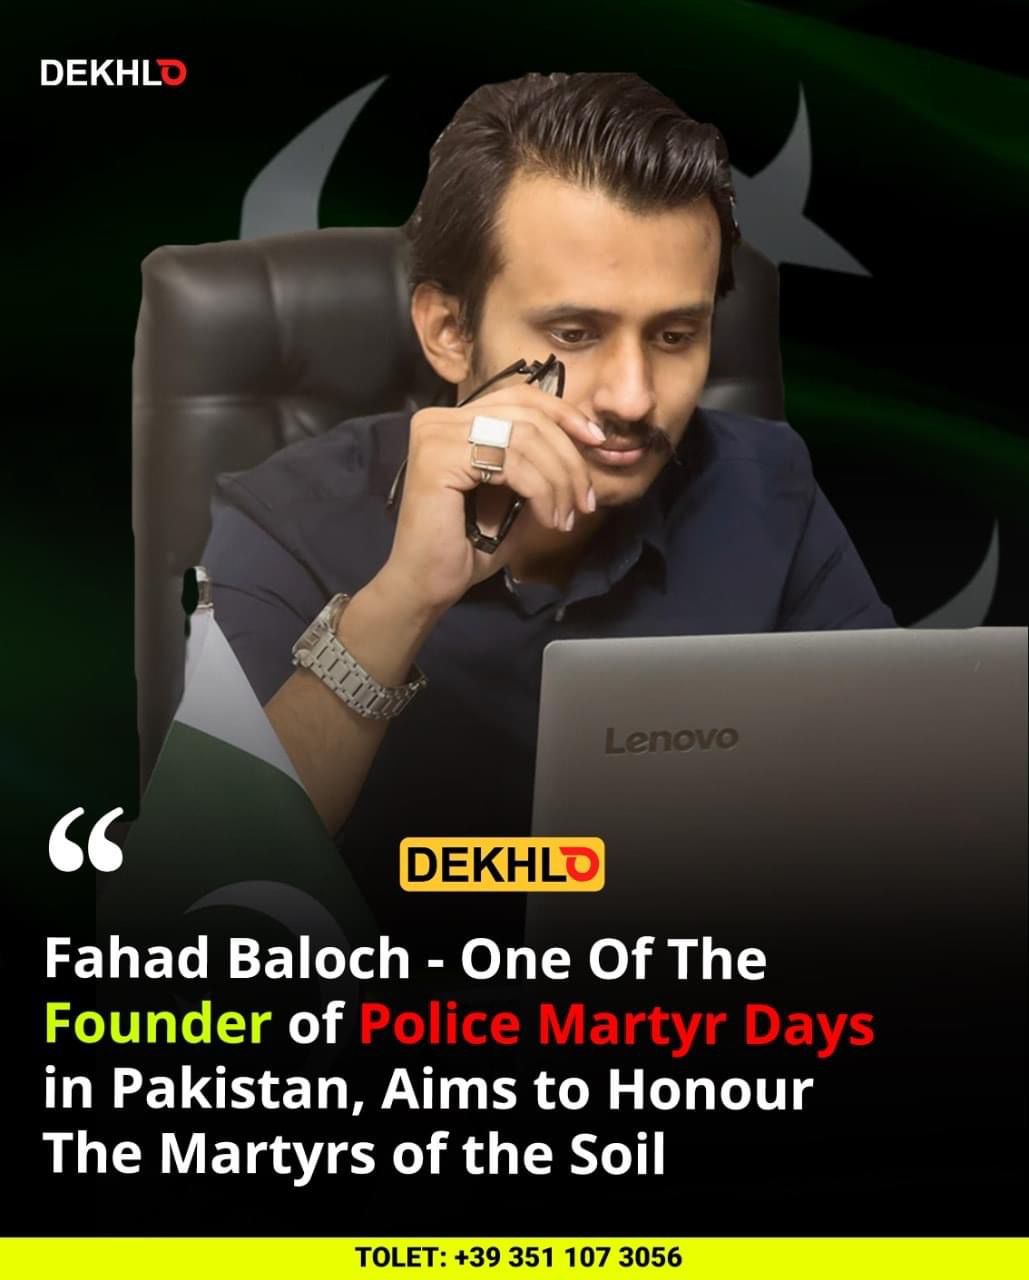 DEKHLO
Lenovo
“
DEKHLO
Fahad Baloch - One Of The
Founder of Police Martyr Days
in Pakistan, Aims to Honour
The Martyrs of the Soil
TOLET: +39 351 107 3056